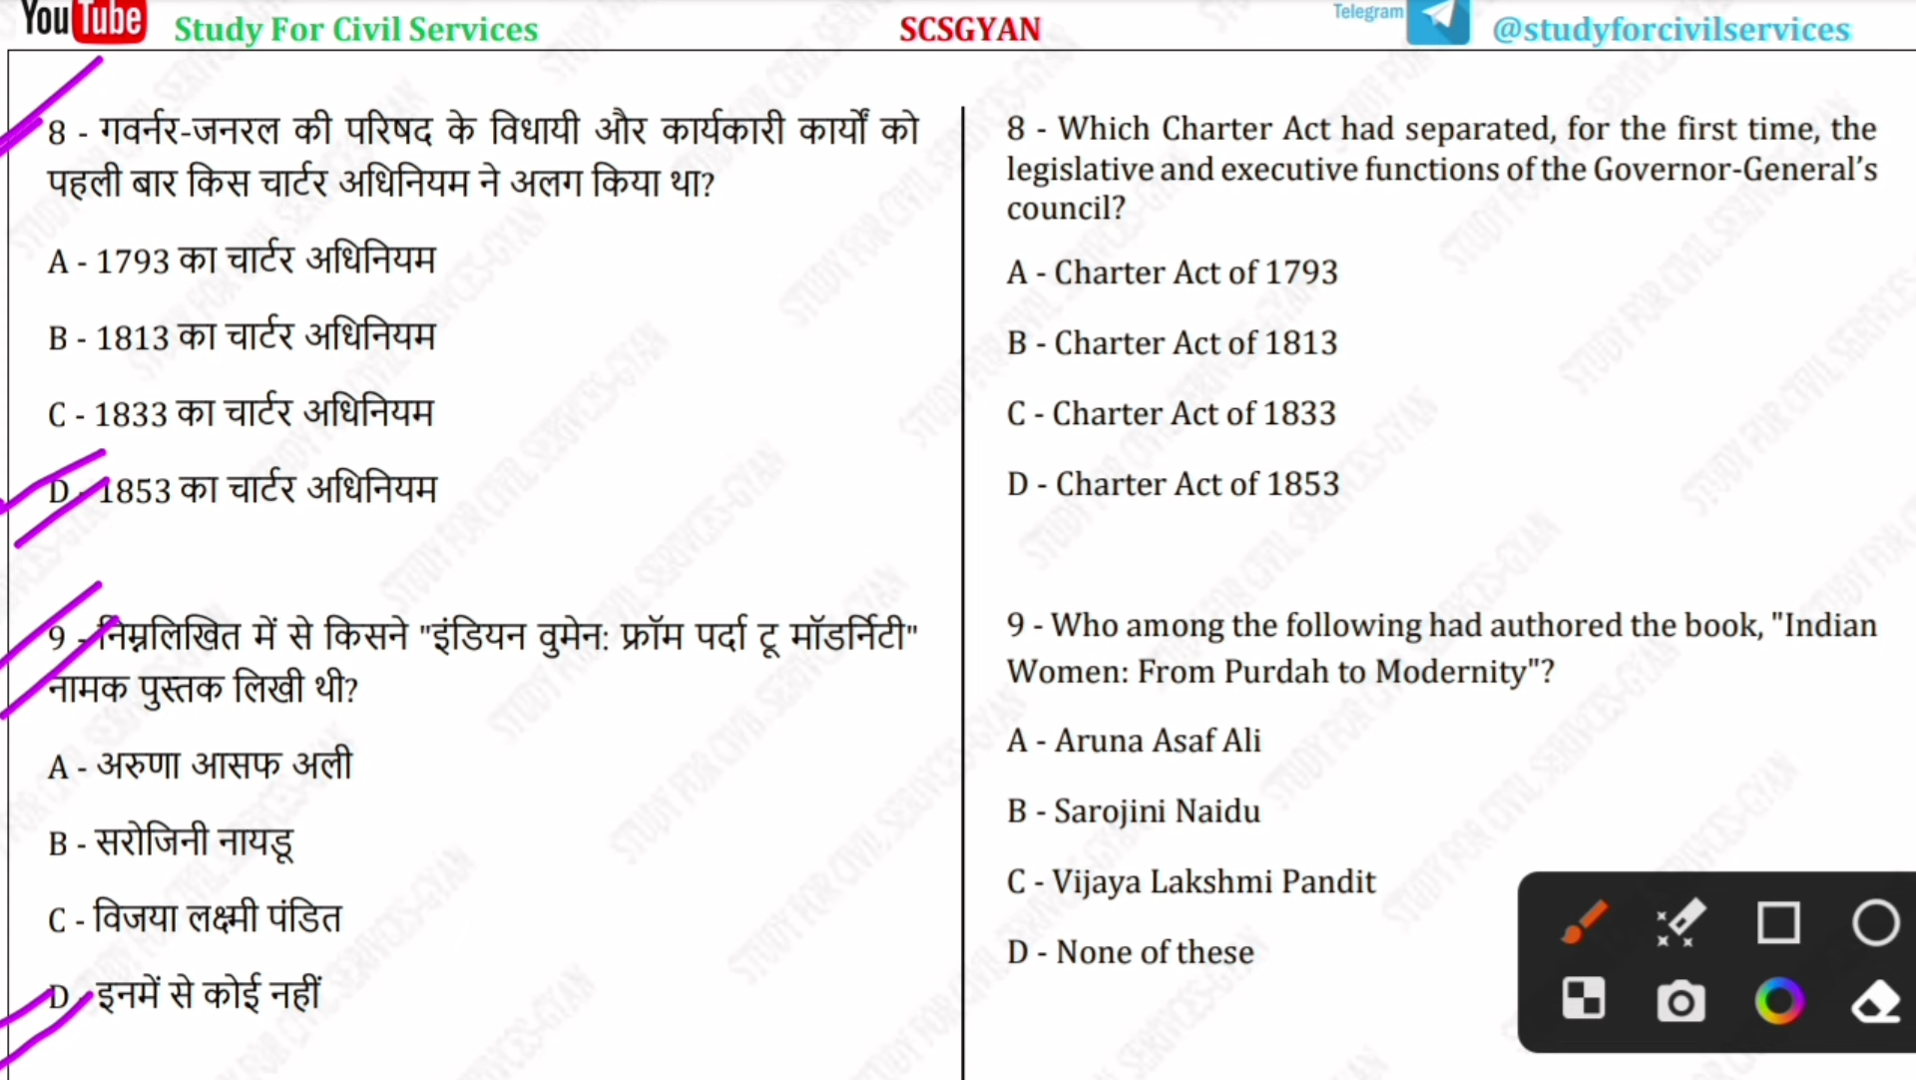 YouTube Study For Civil Services SCSGYAN Telegram @studyforcivilservices
8 - गवर्नर-जनरल की परिषद के विधायी और कार्यकारी कार्यों को
पहली बार किस चार्टर अधिनियम ने अलग किया था?
A - 1793 का चार्टर अधिनियम
B - 1813 का चार्टर अधिनियम
C - 1833 का चार्टर अधिनियम
D - 1853 का चार्टर अधिनियम
9 - निम्नलिखित में से किसने "इंडियन वुमेन: फ्रॉम पर्दा टू मॉडर्निटी"
नामक पुस्तक लिखी थी?
A - अरुणा आसफ अली
B - सरोजिनी नायडू
C - विजया लक्ष्मी पंडित
D - इनमें से कोई नहीं
8 - Which Charter Act had separated, for the first time, the
legislative and executive functions of the Governor-General's
council?
A - Charter Act of 1793
B - Charter Act of 1813
C - Charter Act of 1833
D - Charter Act of 1853
9 - Who among the following had authored the book, "Indian
Women: From Purdah to Modernity"?
A - Aruna Asaf Ali
B - Sarojini Naidu
C - Vijaya Lakshmi Pandit
D - None of these
STUDY FOR CIVIL SERIVCES-GYAN